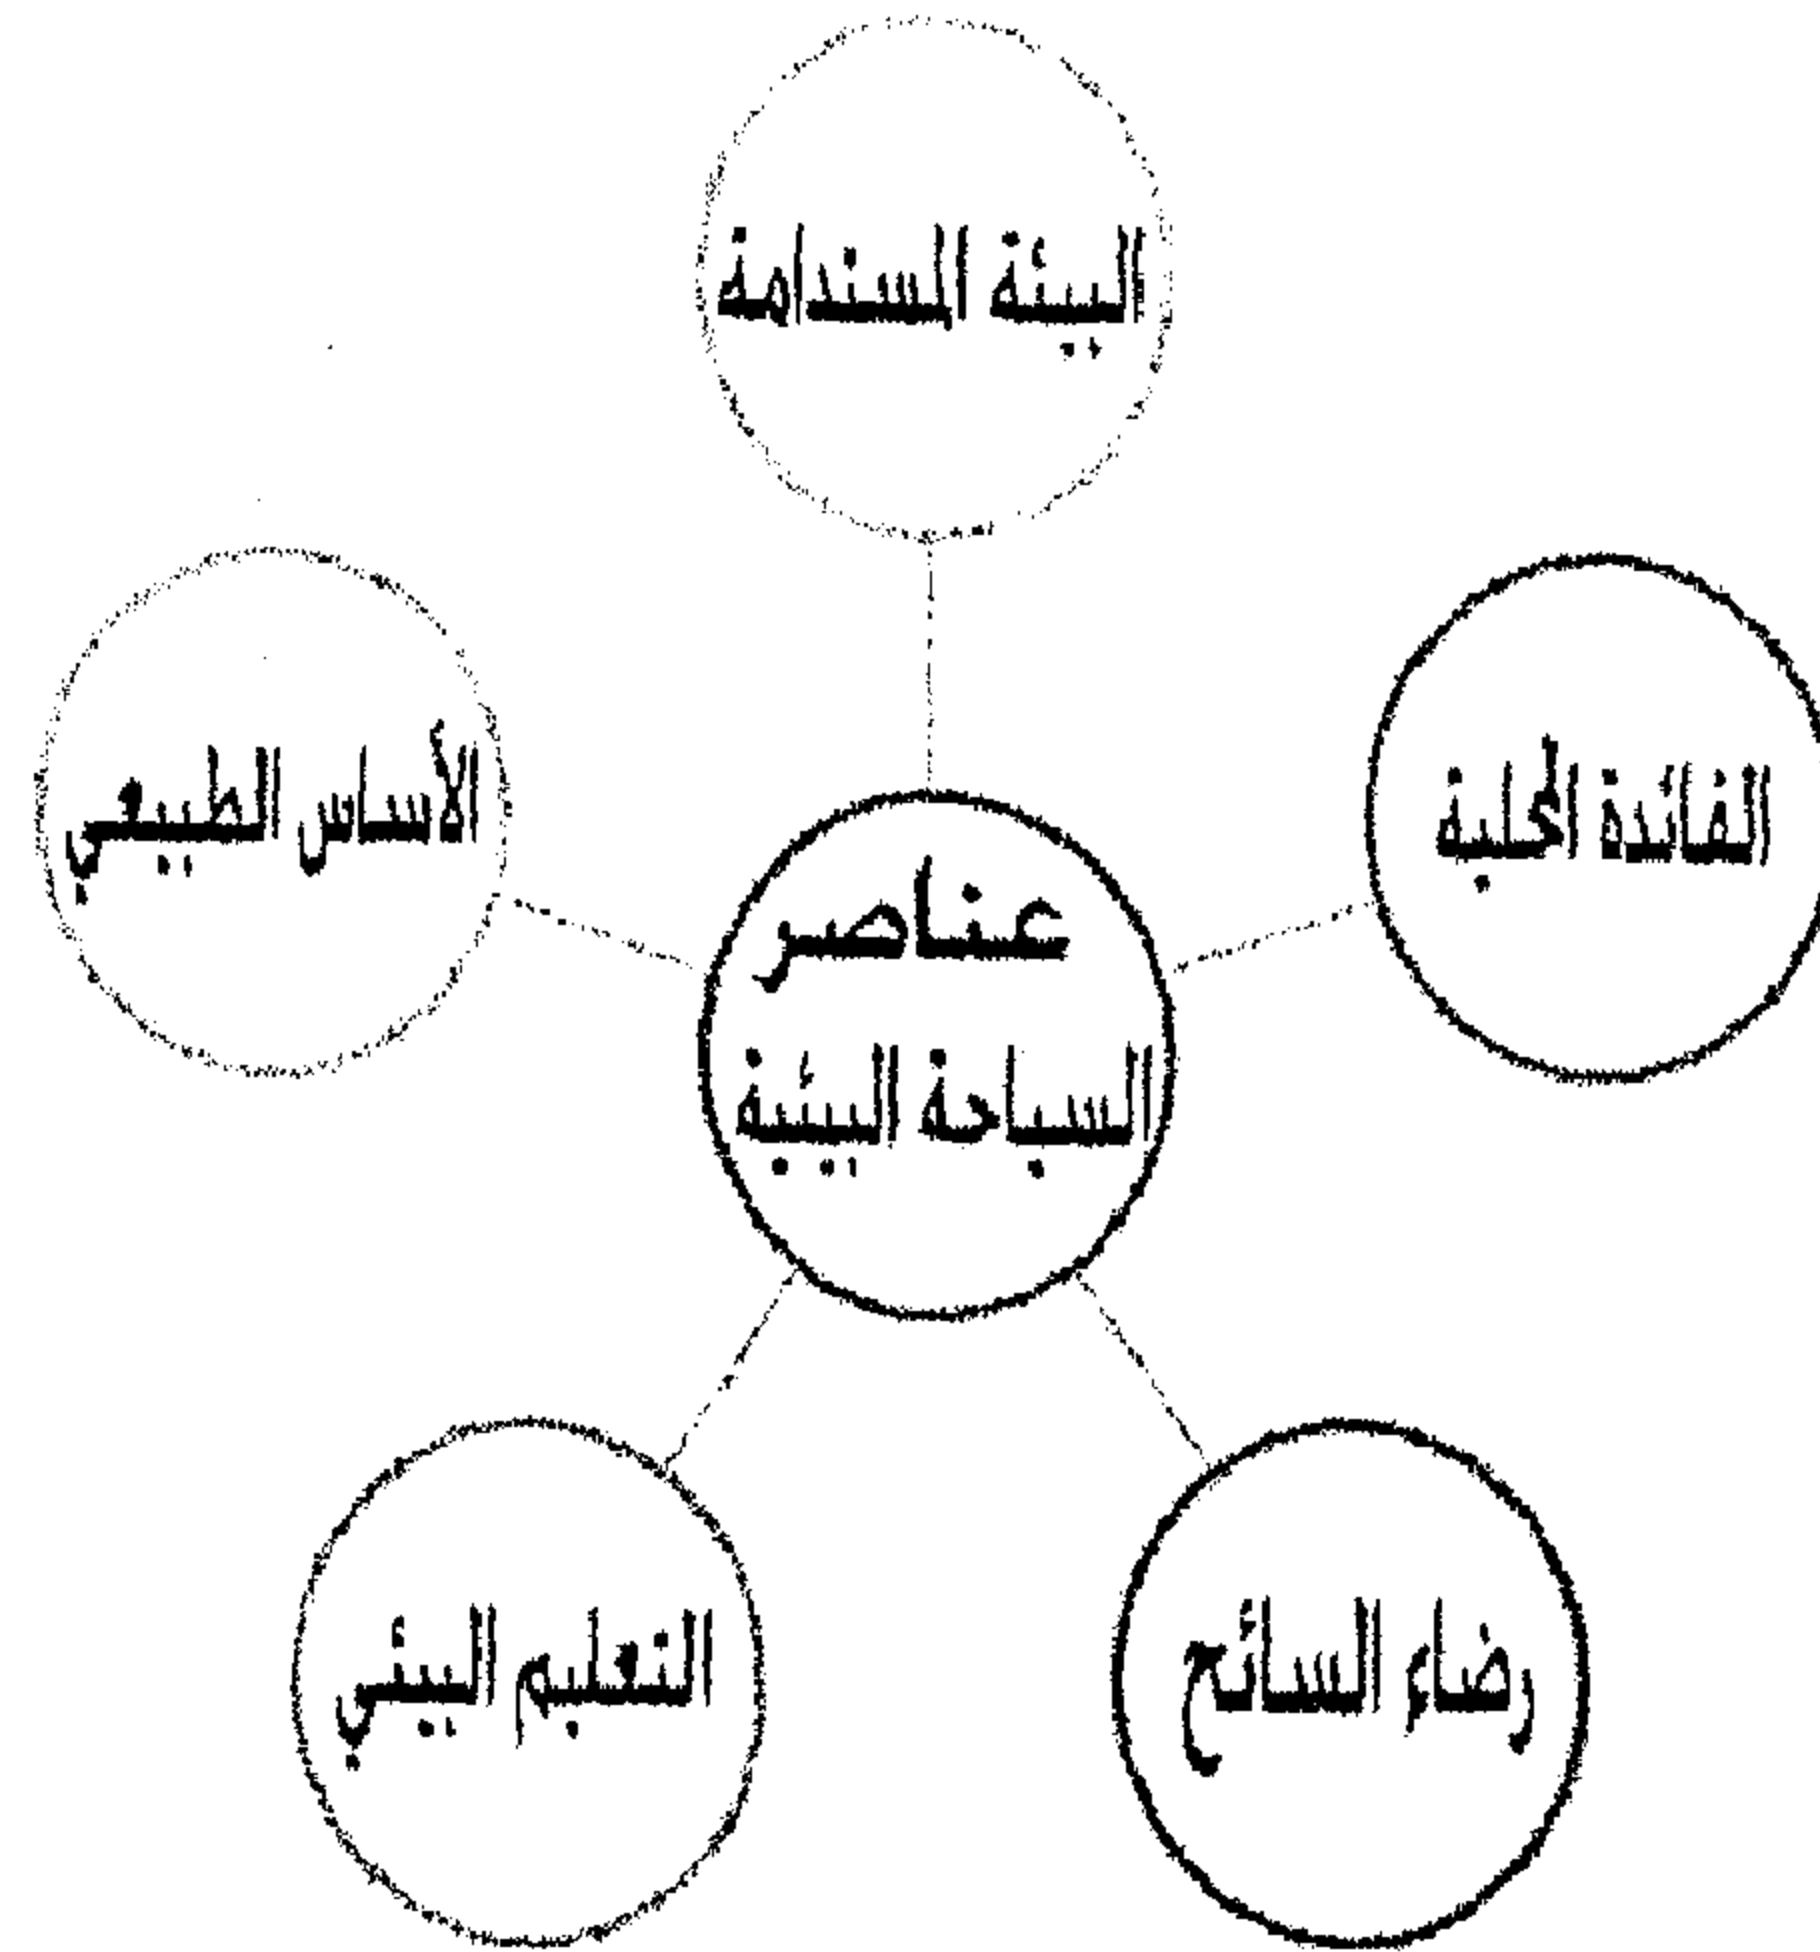 البيئة المستدامة
الفائدة المحلية
الأساس الطبيعي
عناصر
السياحة البيئية
رضاء السائح
التعليم البيئي